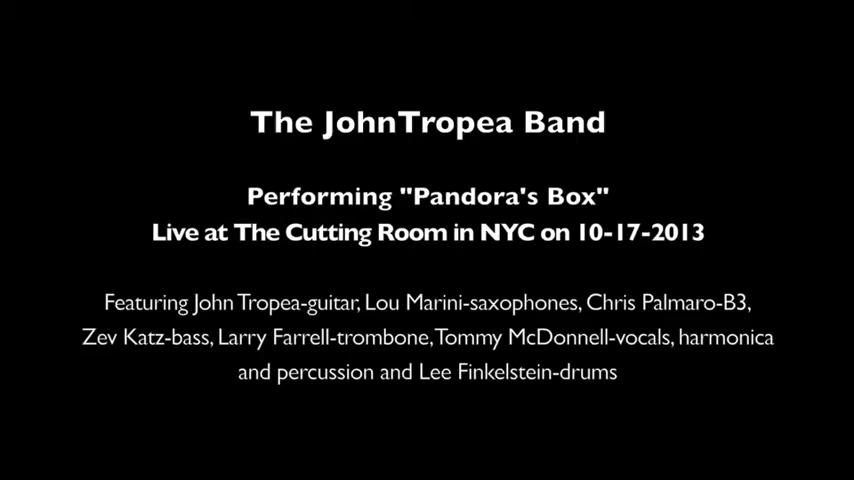 The JohnTropea Band
Performing "Pandora's Box"
Live at The Cutting Room in NYC on 10-17-2013
Featuring John Tropea-guitar, Lou Marini-saxophones, Chris Palmaro-B3,
Zev Katz-bass, Larry Farrell-trombone, Tommy McDonnell-vocals, harmonica
and percussion and Lee Finkelstein-drums